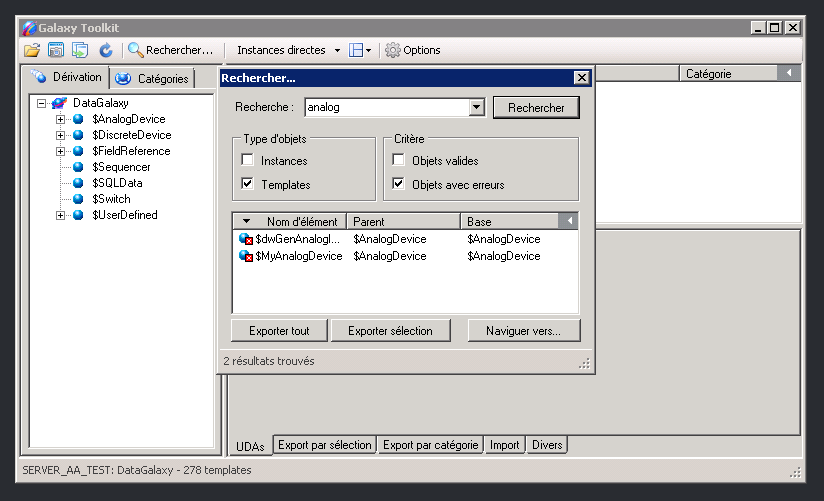 Galaxy Toolkit
Rechercher... Instances directes Options
Dérivation Catégories
DataGalaxy
$AnalogDevice
$DiscreteDevice
$FieldReference
$Sequencer
$SQLData
$Switch
$UserDefined
Catégorie
Rechercher...
Recherche : analog Rechercher
Type d'objets
Instances
Templates
Critère
Objets valides
Objets avec erreurs
Nom d'élément Parent Base
$dwGenAnalogI... $AnalogDevice $AnalogDevice
$MyAnalogDevice $AnalogDevice $AnalogDevice
Exporter tout Exporter sélection Naviguer vers...
2 résultats trouvés
UDAs Export par sélection Export par catégorie Import Divers
SERVER_AA_TEST: DataGalaxy - 278 templates